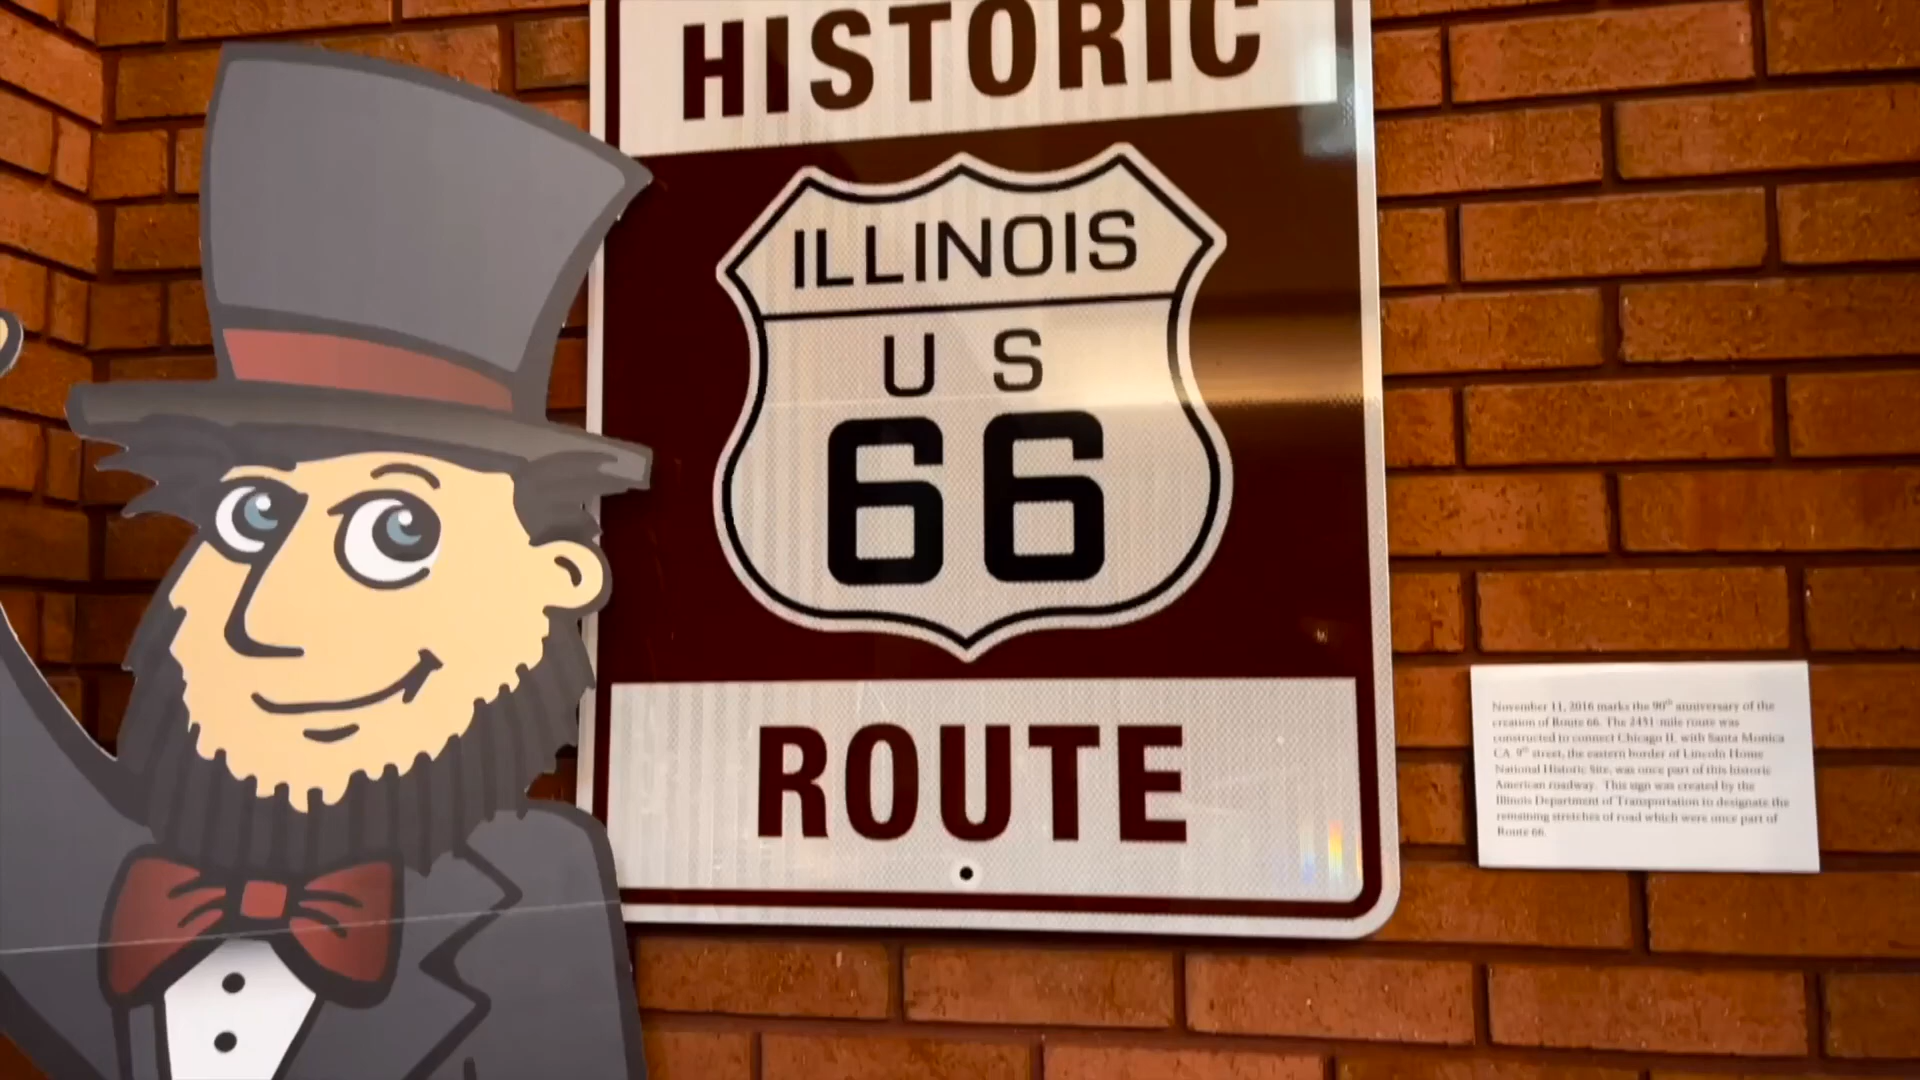 HISTORIC
ILLINOIS
U S
66
ROUTE
November 11, 2016 marks the 90th anniversary of the
creation of Route 66. The 2451-mile route was
constructed to connect Chicago IL with Santa Monica
CA. 9th street, the eastern border of Lincoln Home
National Historic Site, was once part of this historic
American roadway. This sign was created by the
Illinois Department of Transportation to designate the
remaining stretches of road which were once part of
Route 66.